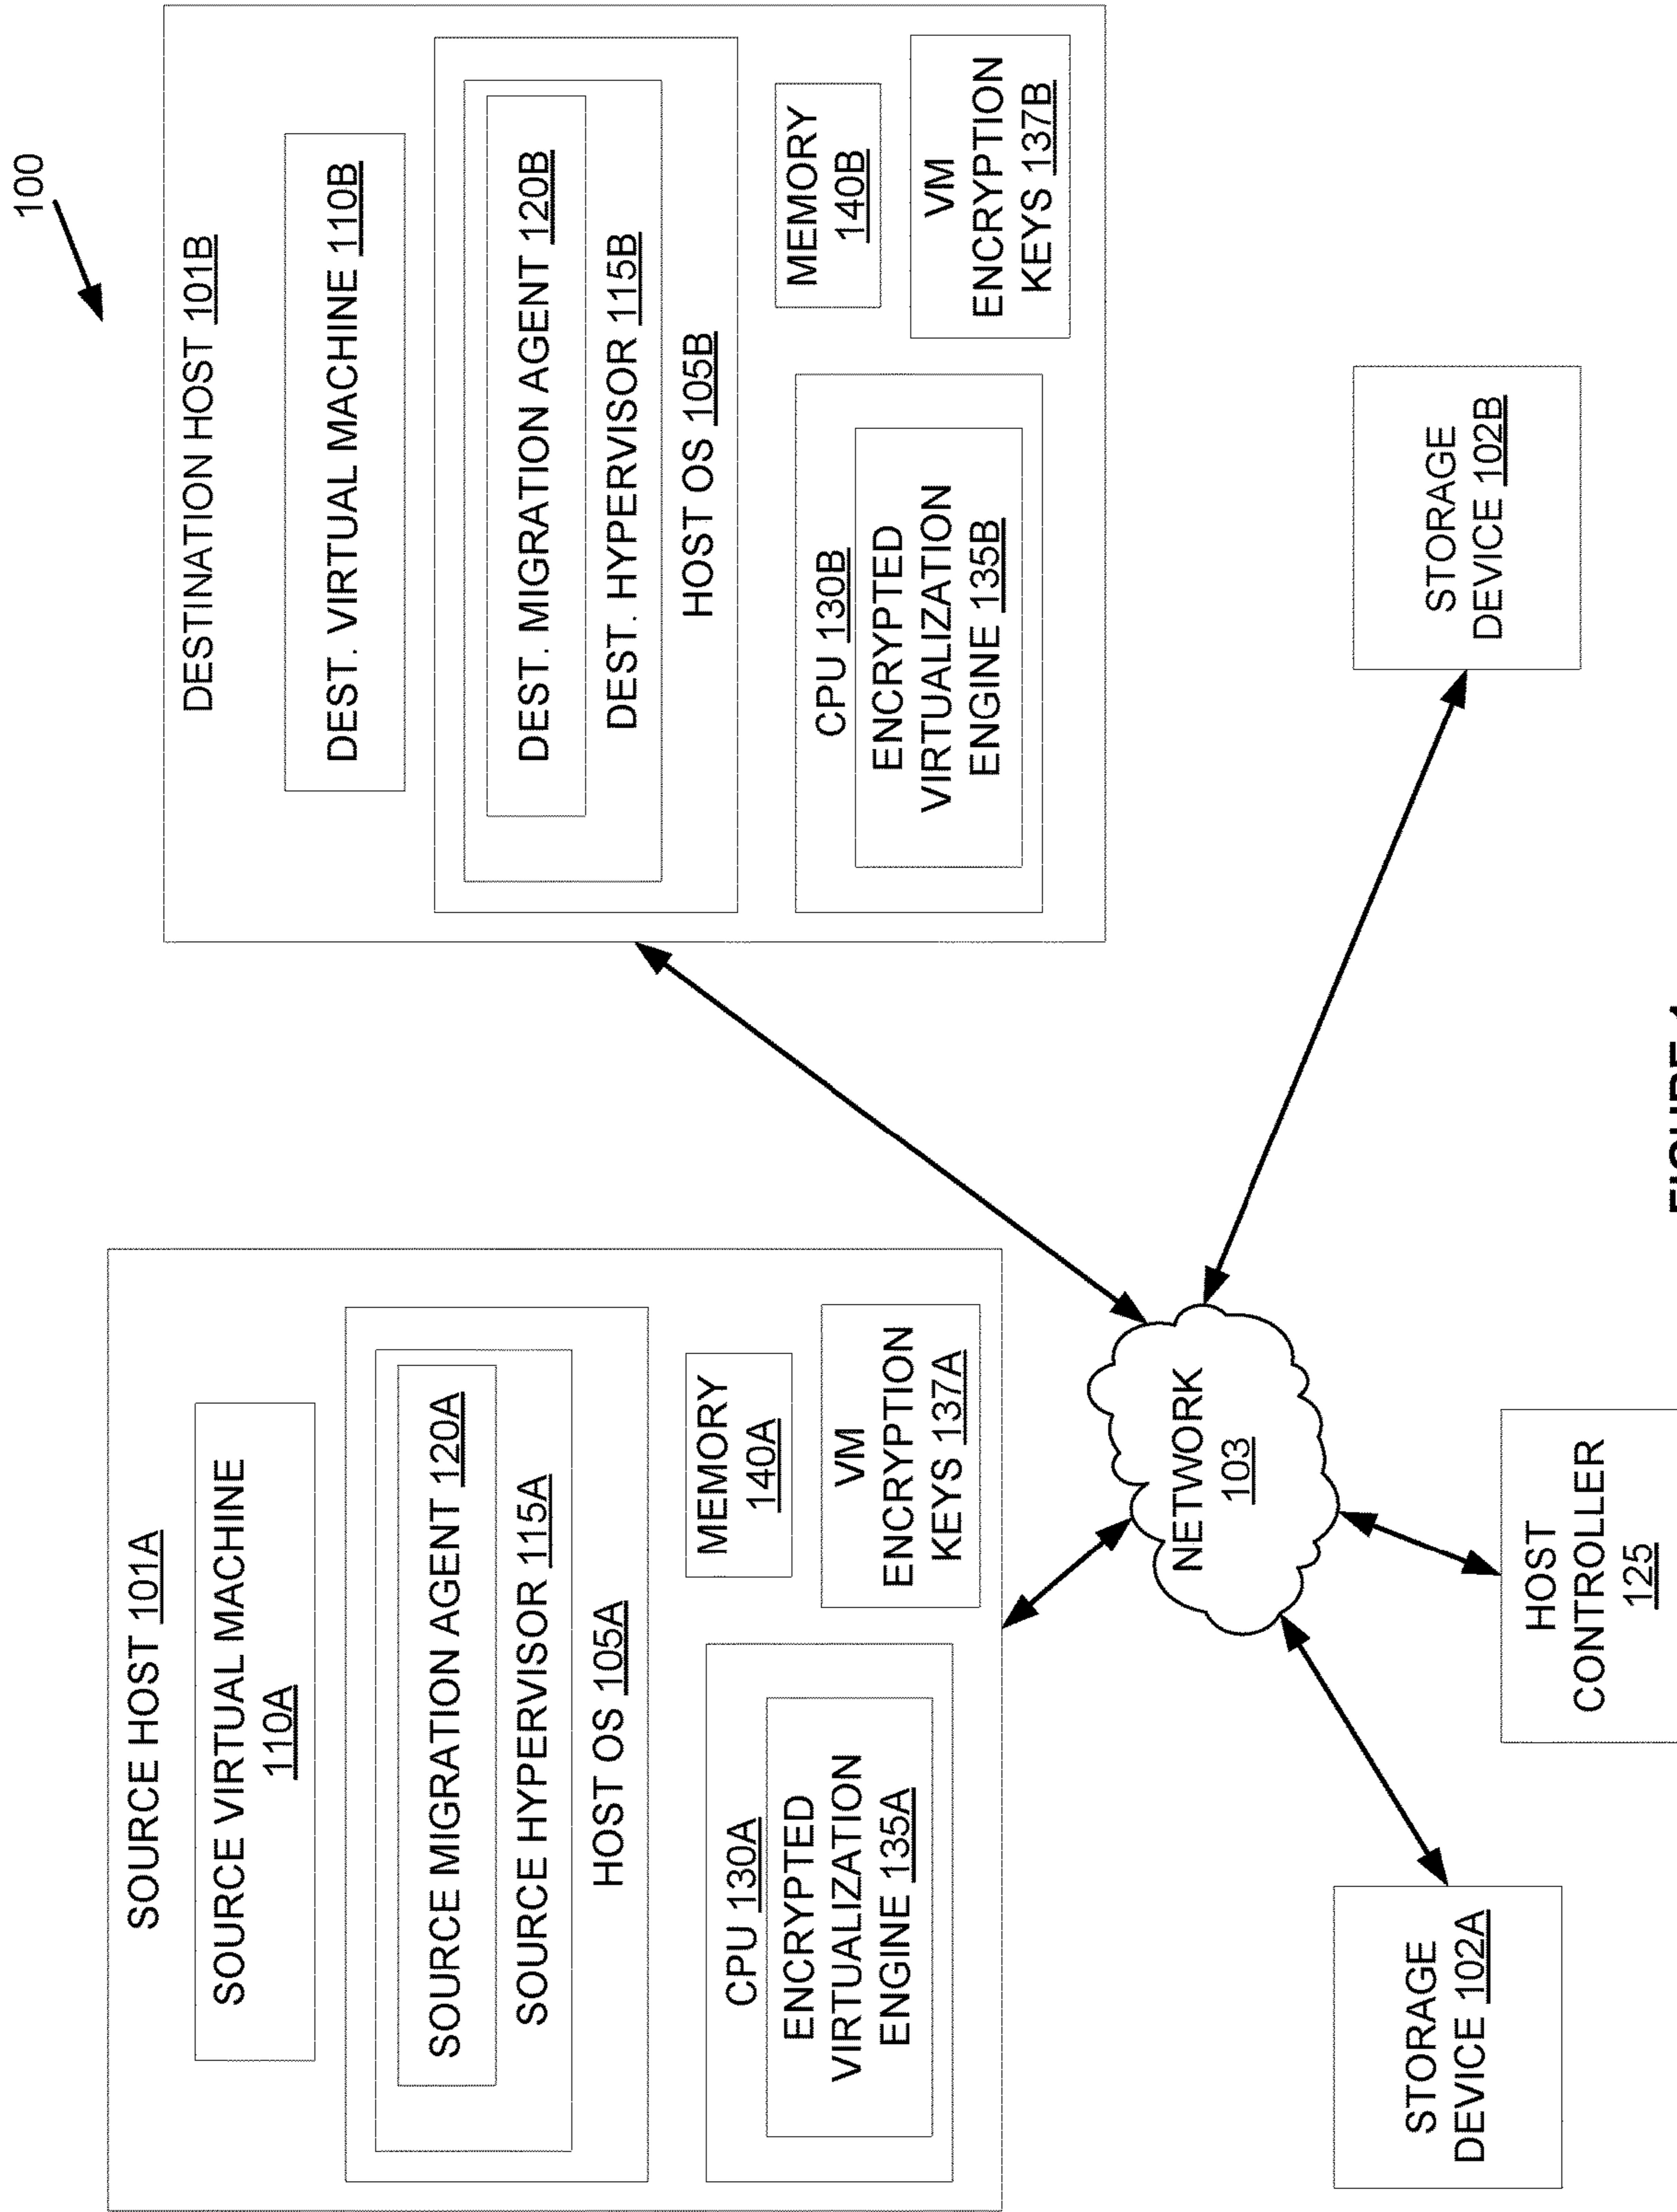 100
SOURCE HOST 101A
SOURCE VIRTUAL MACHINE
110A
SOURCE MIGRATION AGENT 120A
SOURCE HYPERVISOR 115A
HOST OS 105A
CPU 130A
ENCRYPTED
VIRTUALIZATION
ENGINE 135A
MEMORY
140A
VM
ENCRYPTION
KEYS 137A
DESTINATION HOST 101B
DEST. VIRTUAL MACHINE 110B
DEST. MIGRATION AGENT 120B
DEST. HYPERVISOR 115B
HOST OS 105B
CPU 130B
ENCRYPTED
VIRTUALIZATION
ENGINE 135B
MEMORY
140B
VM
ENCRYPTION
KEYS 137B
NETWORK
103
STORAGE
DEVICE 102A
HOST
CONTROLLER
125
STORAGE
DEVICE 102B
FIGURE